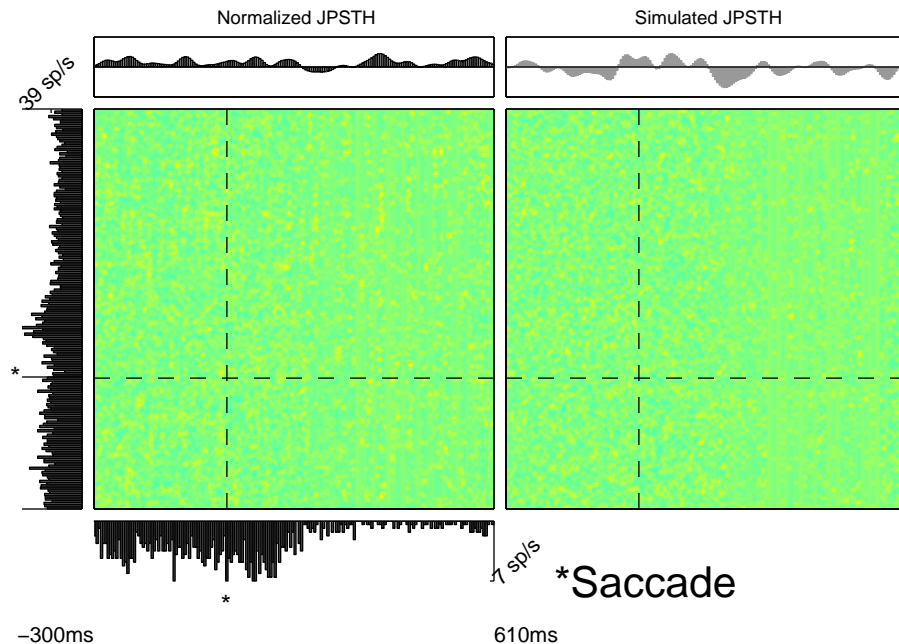 Normalized JPSTH
Simulated JPSTH
39 sp/s
*
7 sp/s
*Saccade
*
−300ms
610ms